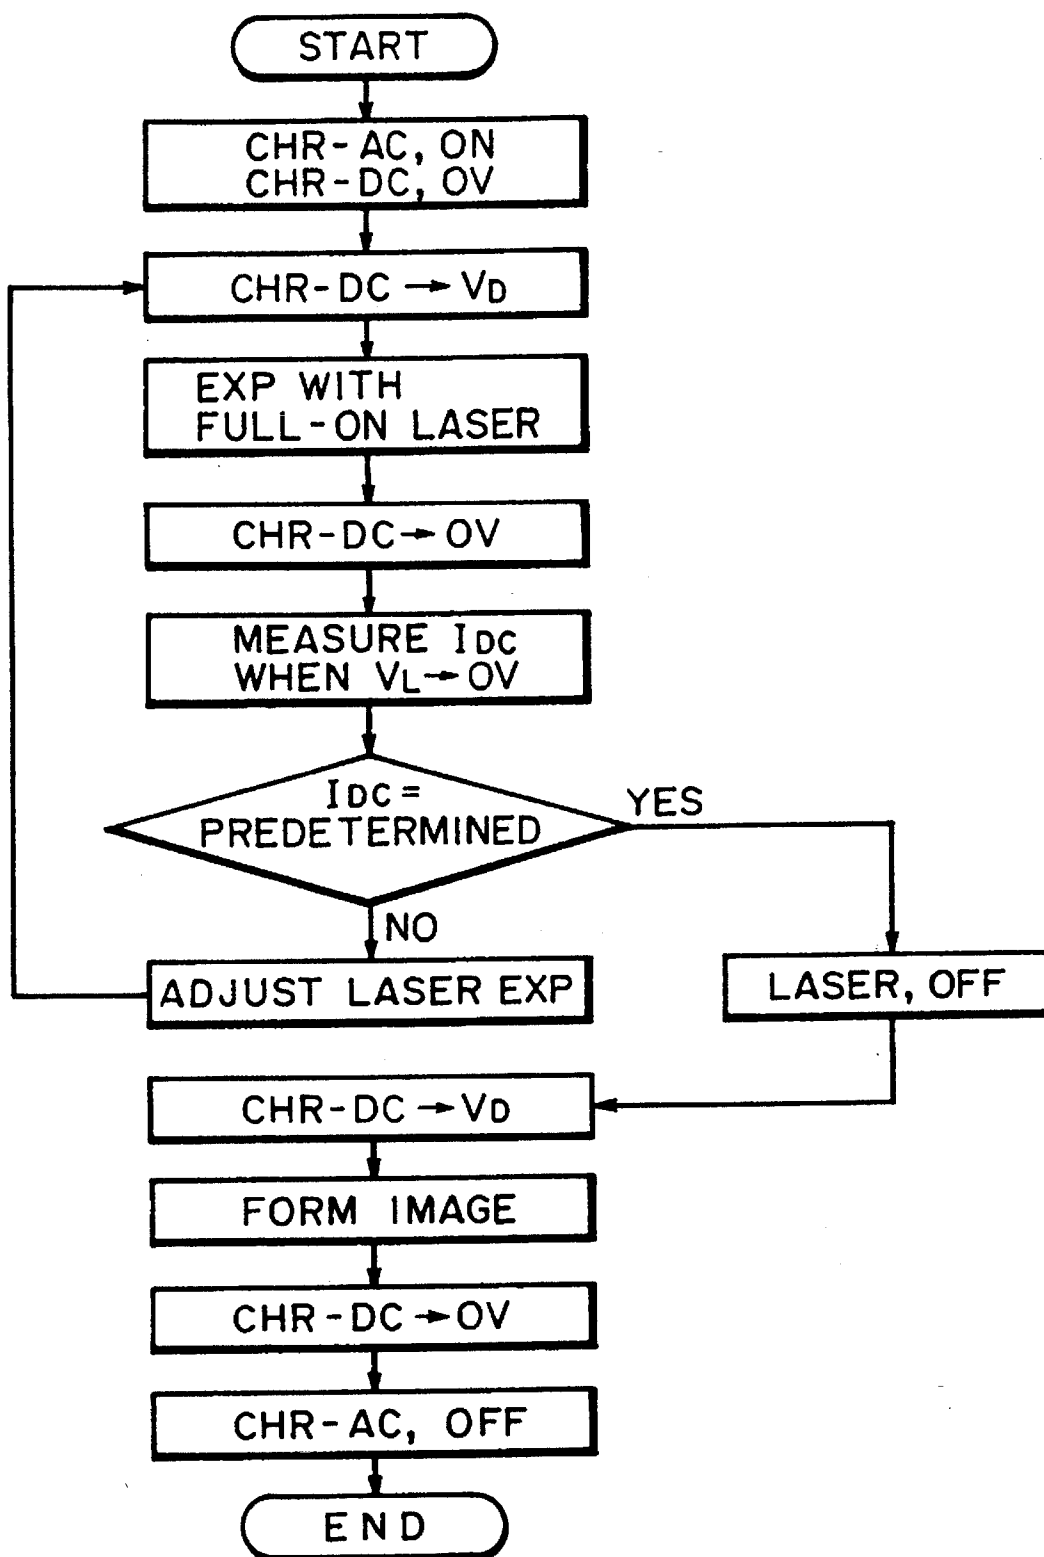 START
CHR-AC, ON
CHR-DC, OV
CHR-DC → VD
EXP WITH
FULL-ON LASER
CHR-DC → OV
MEASURE IDC
WHEN VL → OV
IDC =
PREDETERMINED
YES
NO
ADJUST LASER EXP
LASER, OFF
CHR-DC → VD
FORM IMAGE
CHR-DC → OV
CHR-AC, OFF
END